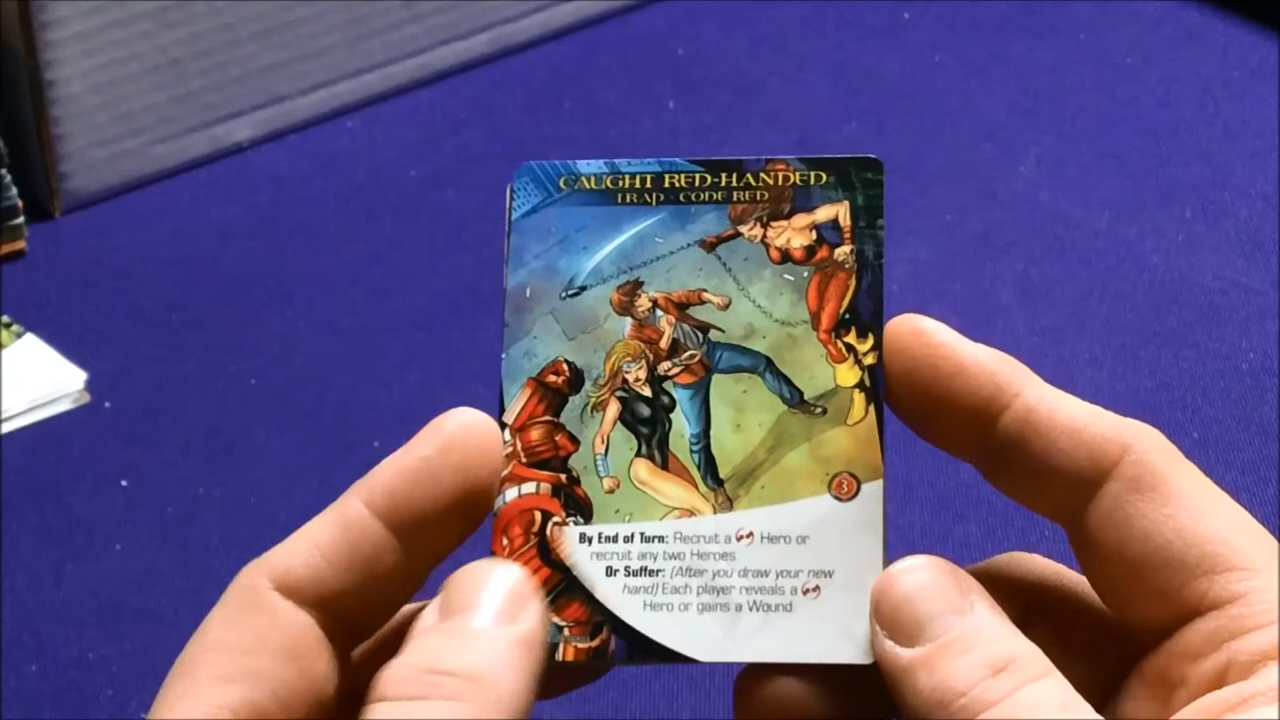 CAUGHT RED-HANDED
TRAP - CODE RED
3
By End of Turn: Recruit a Hero or
recruit any two Heroes.
Or Suffer: (After you draw your new
hand) Each player reveals a
Hero or gains a Wound.